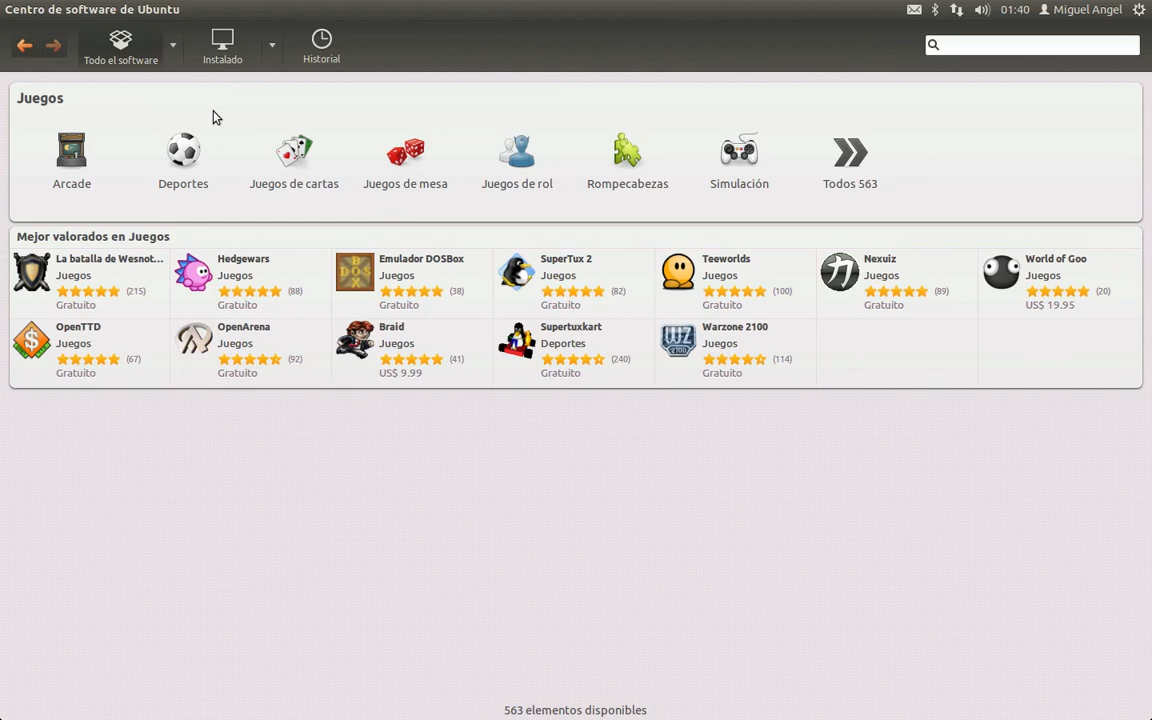 Centro de software de Ubuntu
01:40 Miguel Angel
Todo el software
Instalado
Historial
Juegos
Arcade
Deportes
Juegos de cartas
Juegos de mesa
Juegos de rol
Rompecabezas
Simulación
Todos 563
Mejor valorados en Juegos
La batalla de Wesnot...
Juegos
(215)
Gratuito
Hedgewars
Juegos
(88)
Gratuito
Emulador DOSBox
Juegos
(38)
Gratuito
SuperTux 2
Juegos
(82)
Gratuito
Teeworlds
Juegos
(100)
Gratuito
Nexuiz
Juegos
(89)
Gratuito
World of Goo
Juegos
(20)
US$ 19.95
OpenTTD
Juegos
(67)
Gratuito
OpenArena
Juegos
(92)
Gratuito
Braid
Juegos
(41)
US$ 9.99
Supertuxkart
Deportes
(240)
Gratuito
Warzone 2100
Juegos
(114)
Gratuito
563 elementos disponibles